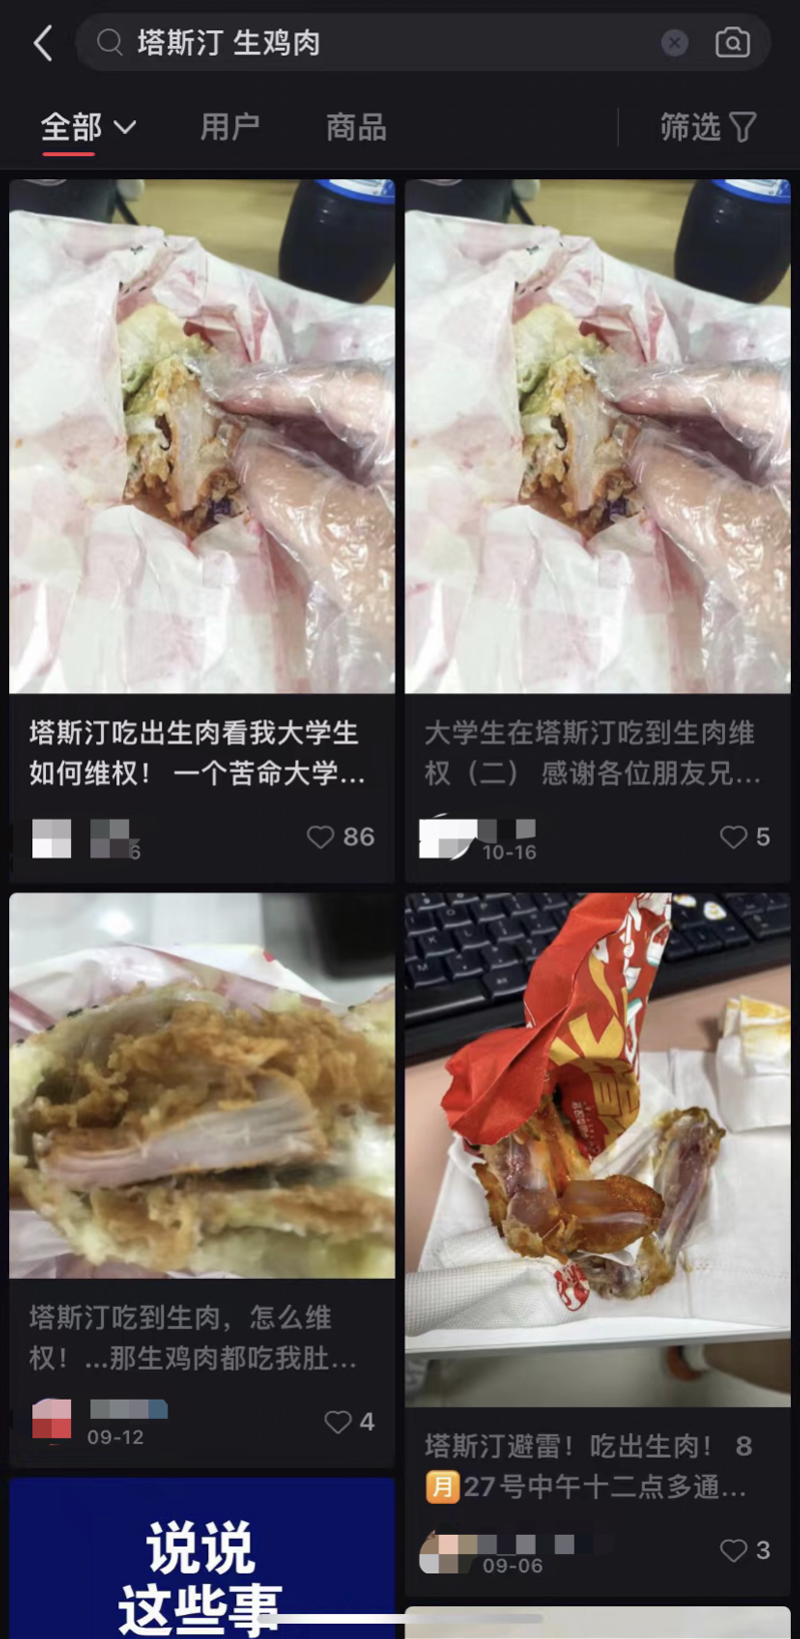 塔斯汀 生鸡肉
全部
用户
商品
筛选
塔斯汀吃出生肉看我大学生
如何维权！ 一个苦命大学...
6
86
大学生在塔斯汀吃到生肉维
权（二） 感谢各位朋友兄...
10-16
5
塔斯汀吃到生肉，怎么维
权！...那生鸡肉都吃我肚...
09-12
4
塔斯汀避雷！吃出生肉！ 8
月27号中午十二点多通...
09-06
3
说说
这些事